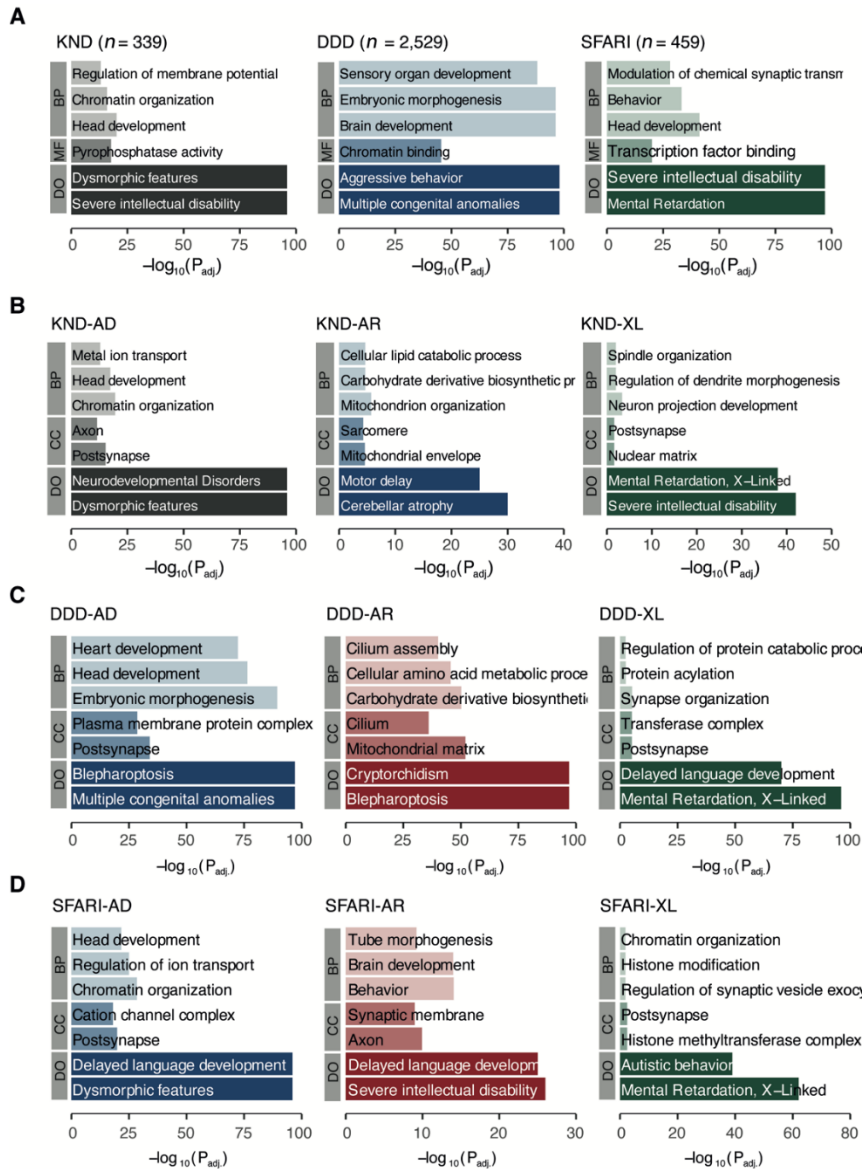 A
KND (n = 339)
DDD (n = 2,529)
SFARI (n = 459)
BP
Regulation of membrane potential
Chromatin organization
Head development
MF
Pyrophosphatase activity
DO
Dysmorphic features
Severe intellectual disability
0 25 50 75 100
−log10(Padj.)
BP
Sensory organ development
Embryonic morphogenesis
Brain development
MF
Chromatin binding
DO
Aggressive behavior
Multiple congenital anomalies
0 25 50 75 100
−log10(Padj.)
BP
Modulation of chemical synaptic transm
Behavior
Head development
MF
Transcription factor binding
DO
Severe intellectual disability
Mental Retardation
0 25 50 75 100
−log10(Padj.)
B
KND-AD
KND-AR
KND-XL
BP
Metal ion transport
Head development
Chromatin organization
CC
Axon
Postsynapse
DO
Neurodevelopmental Disorders
Dysmorphic features
0 25 50 75 100
−log10(Padj.)
BP
Cellular lipid catabolic process
Carbohydrate derivative biosynthetic pr
Mitochondrion organization
CC
Sarcomere
Mitochondrial envelope
DO
Motor delay
Cerebellar atrophy
0 10 20 30 40
−log10(Padj.)
BP
Spindle organization
Regulation of dendrite morphogenesis
Neuron projection development
CC
Postsynapse
Nuclear matrix
DO
Mental Retardation, X−Linked
Severe intellectual disability
0 10 20 30 40 50
−log10(Padj.)
C
DDD-AD
DDD-AR
DDD-XL
BP
Heart development
Head development
Embryonic morphogenesis
CC
Plasma membrane protein complex
Postsynapse
DO
Blepharoptosis
Multiple congenital anomalies
0 25 50 75 100
−log10(Padj.)
BP
Cilium assembly
Cellular amino acid metabolic proce
Carbohydrate derivative biosynthetic
CC
Cilium
Mitochondrial matrix
DO
Cryptorchidism
Blepharoptosis
0 25 50 75 100
−log10(Padj.)
BP
Regulation of protein catabolic proc
Protein acylation
Synapse organization
CC
Transferase complex
Postsynapse
DO
Delayed language development
Mental Retardation, X−Linked
0 25 50 75 100
−log10(Padj.)
D
SFARI-AD
SFARI-AR
SFARI-XL
BP
Head development
Regulation of ion transport
Chromatin organization
CC
Cation channel complex
Postsynapse
DO
Delayed language development
Dysmorphic features
0 25 50 75 100
−log10(Padj.)
BP
Tube morphogenesis
Brain development
Behavior
CC
Synaptic membrane
Axon
DO
Delayed language developm
Severe intellectual disability
0 10 20 30
−log10(Padj.)
BP
Chromatin organization
Histone modification
Regulation of synaptic vesicle exocy
CC
Postsynapse
Histone methyltransferase complex
DO
Autistic behavior
Mental Retardation, X−Linked
0 20 40 60 80
−log10(Padj.)